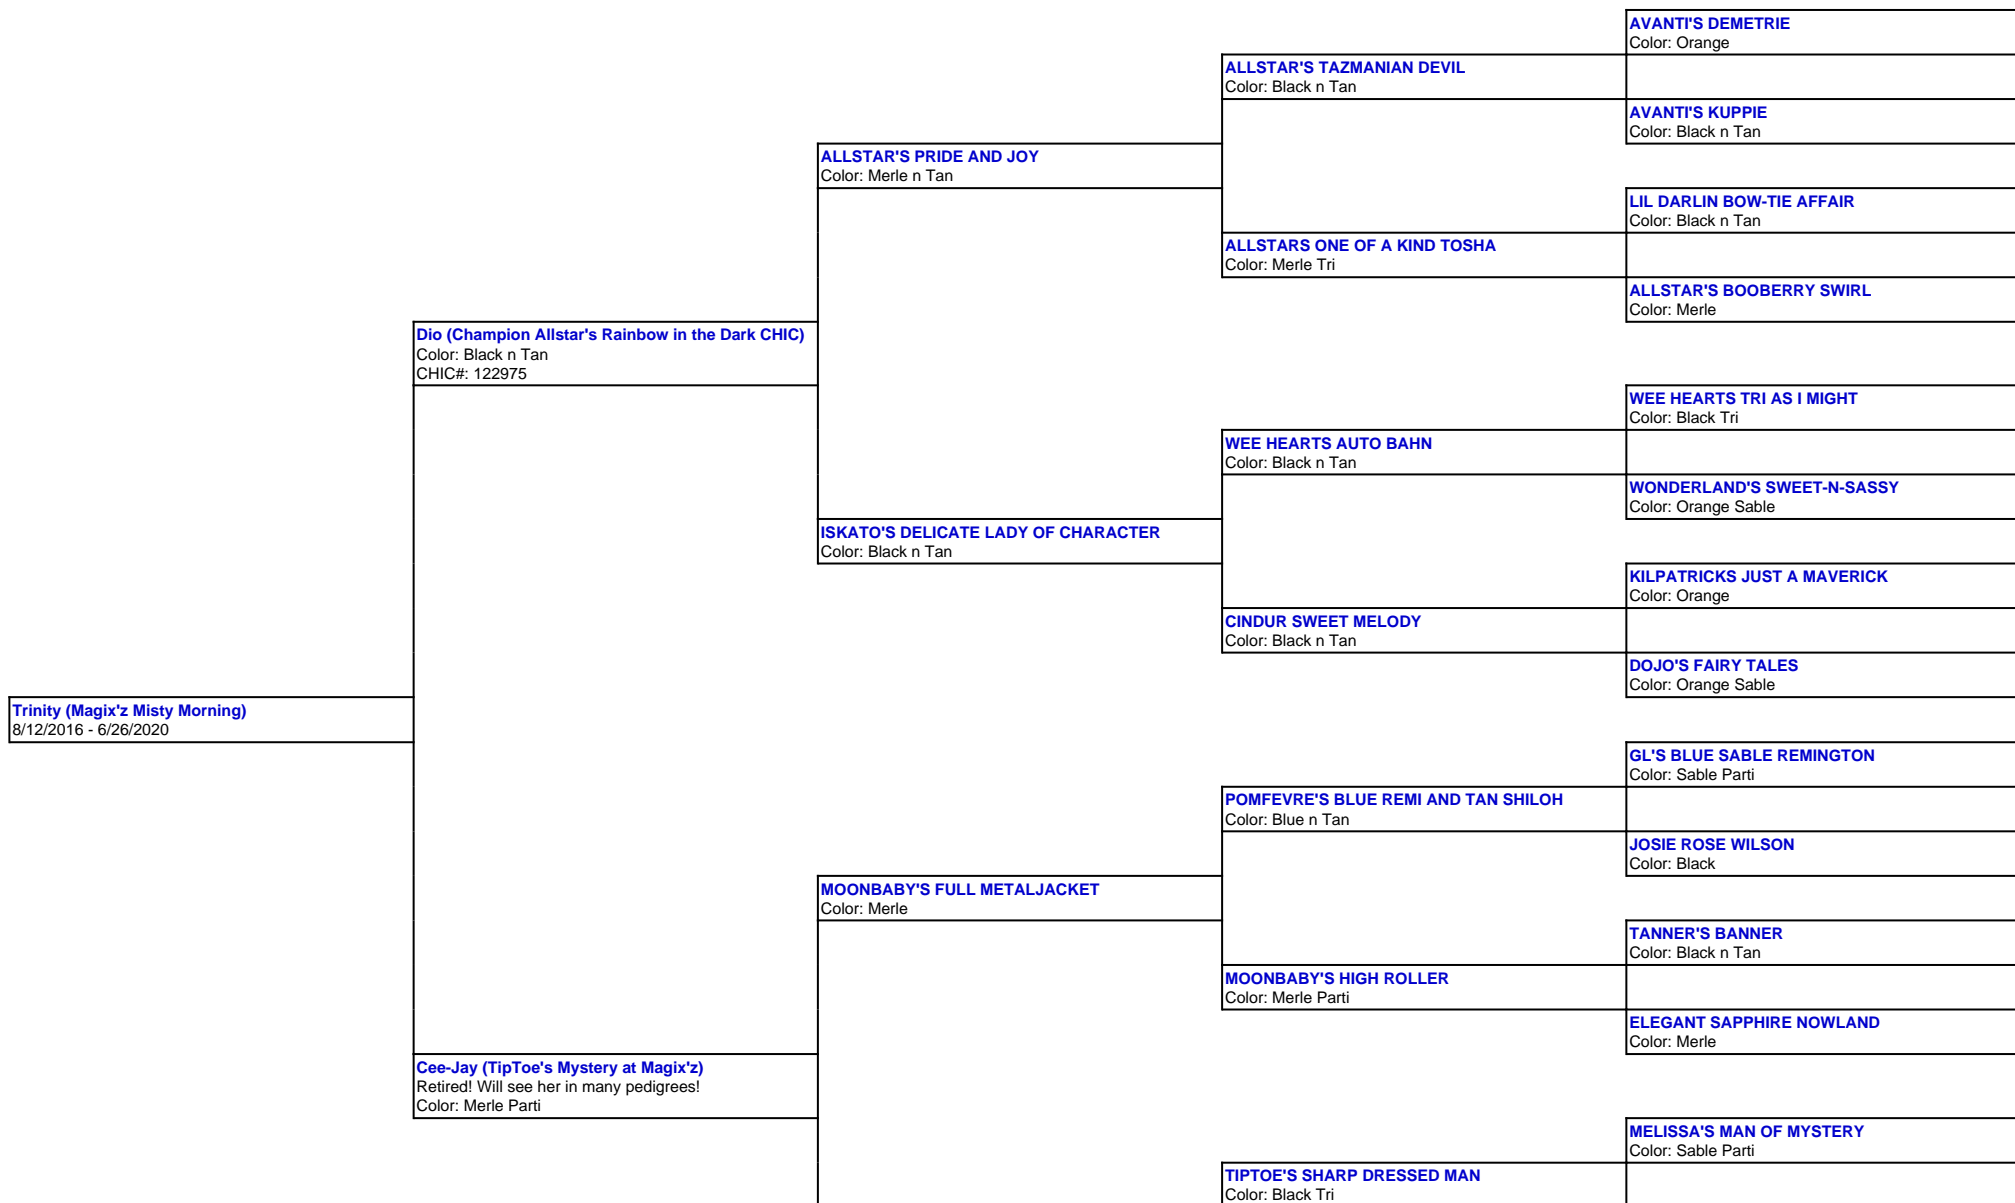 AVANTI'S DEMETRIE
Color: Orange
ALLSTAR'S TAZMANIAN DEVIL
Color: Black n Tan
AVANTI'S KUPPIE
Color: Black n Tan
ALLSTAR'S PRIDE AND JOY
Color: Merle n Tan
LIL DARLIN BOW-TIE AFFAIR
Color: Black n Tan
ALLSTARS ONE OF A KIND TOSHA
Color: Merle Tri
ALLSTAR'S BOOBERRY SWIRL
Color: Merle
Dio (Champion Allstar's Rainbow in the Dark CHIC)
Color: Black n Tan
CHIC#: 122975
WEE HEARTS TRI AS I MIGHT
Color: Black Tri
WEE HEARTS AUTO BAHN
Color: Black n Tan
WONDERLAND'S SWEET-N-SASSY
Color: Orange Sable
ISKATO'S DELICATE LADY OF CHARACTER
Color: Black n Tan
KILPATRICKS JUST A MAVERICK
Color: Orange
CINDUR SWEET MELODY
Color: Black n Tan
DOJO'S FAIRY TALES
Color: Orange Sable
Trinity (Magix'z Misty Morning)
8/12/2016 - 6/26/2020
GL'S BLUE SABLE REMINGTON
Color: Sable Parti
POMFEVRE'S BLUE REMI AND TAN SHILOH
Color: Blue n Tan
JOSIE ROSE WILSON
Color: Black
MOONBABY'S FULL METALJACKET
Color: Merle
TANNER'S BANNER
Color: Black n Tan
MOONBABY'S HIGH ROLLER
Color: Merle Parti
ELEGANT SAPPHIRE NOWLAND
Color: Merle
Cee-Jay (TipToe's Mystery at Magix'z)
Retired! Will see her in many pedigrees!
Color: Merle Parti
MELISSA'S MAN OF MYSTERY
Color: Sable Parti
TIPTOE'S SHARP DRESSED MAN
Color: Black Tri